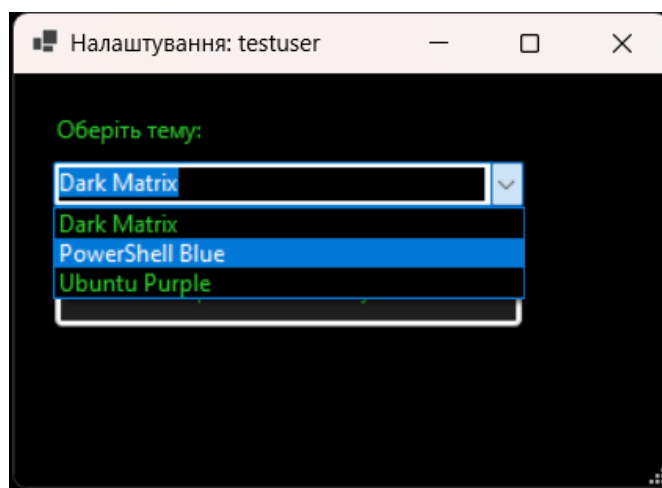 Налаштування: testuser
Оберіть тему:
Dark Matrix
Dark Matrix
PowerShell Blue
Ubuntu Purple